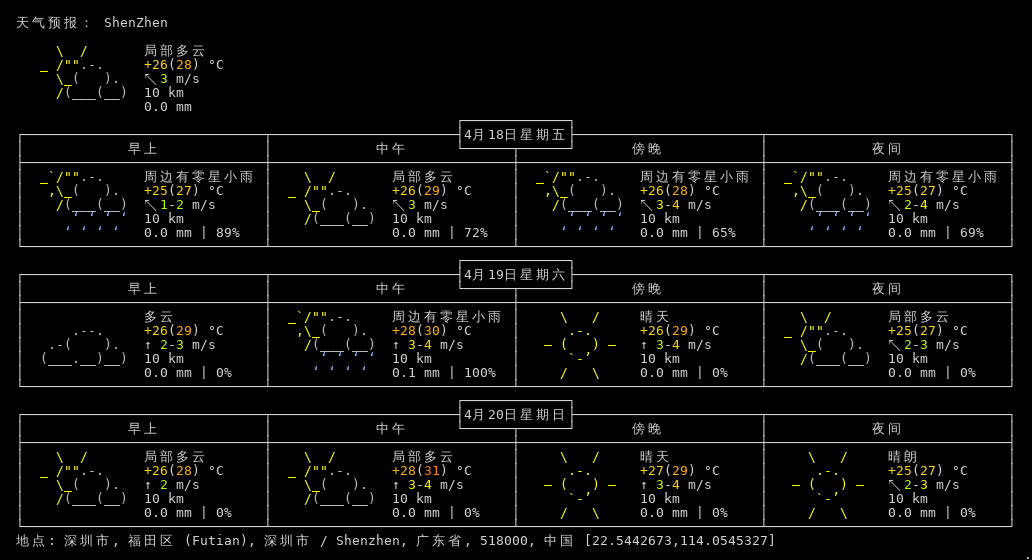 天气预报： ShenZhen
局部多云
+26(28) °C
↖ 3 m/s
10 km
0.0 mm
4月18日星期五
早上 中午 傍晚 夜间
周边有零星小雨 局部多云 周边有零星小雨 周边有零星小雨
+25(27) °C +26(29) °C +26(28) °C +25(27) °C
↖ 1-2 m/s ↖ 3 m/s ↖ 3-4 m/s ↖ 2-4 m/s
10 km 10 km 10 km 10 km
0.0 mm | 89% 0.0 mm | 72% 0.0 mm | 65% 0.0 mm | 69%
4月19日星期六
早上 中午 傍晚 夜间
多云 周边有零星小雨 晴天 局部多云
+26(29) °C +28(30) °C +26(29) °C +25(27) °C
↑ 2-3 m/s ↑ 3-4 m/s ↑ 3-4 m/s ↖ 2-3 m/s
10 km 10 km 10 km 10 km
0.0 mm | 0% 0.1 mm | 100% 0.0 mm | 0% 0.0 mm | 0%
4月20日星期日
早上 中午 傍晚 夜间
局部多云 局部多云 晴天 晴朗
+26(28) °C +28(31) °C +27(29) °C +25(27) °C
↑ 2 m/s ↑ 3-4 m/s ↑ 3-4 m/s ↖ 2-3 m/s
10 km 10 km 10 km 10 km
0.0 mm | 0% 0.0 mm | 0% 0.0 mm | 0% 0.0 mm | 0%
地点: 深圳市, 福田区 (Futian), 深圳市 / Shenzhen, 广东省, 518000, 中国 [22.5442673,114.0545327]